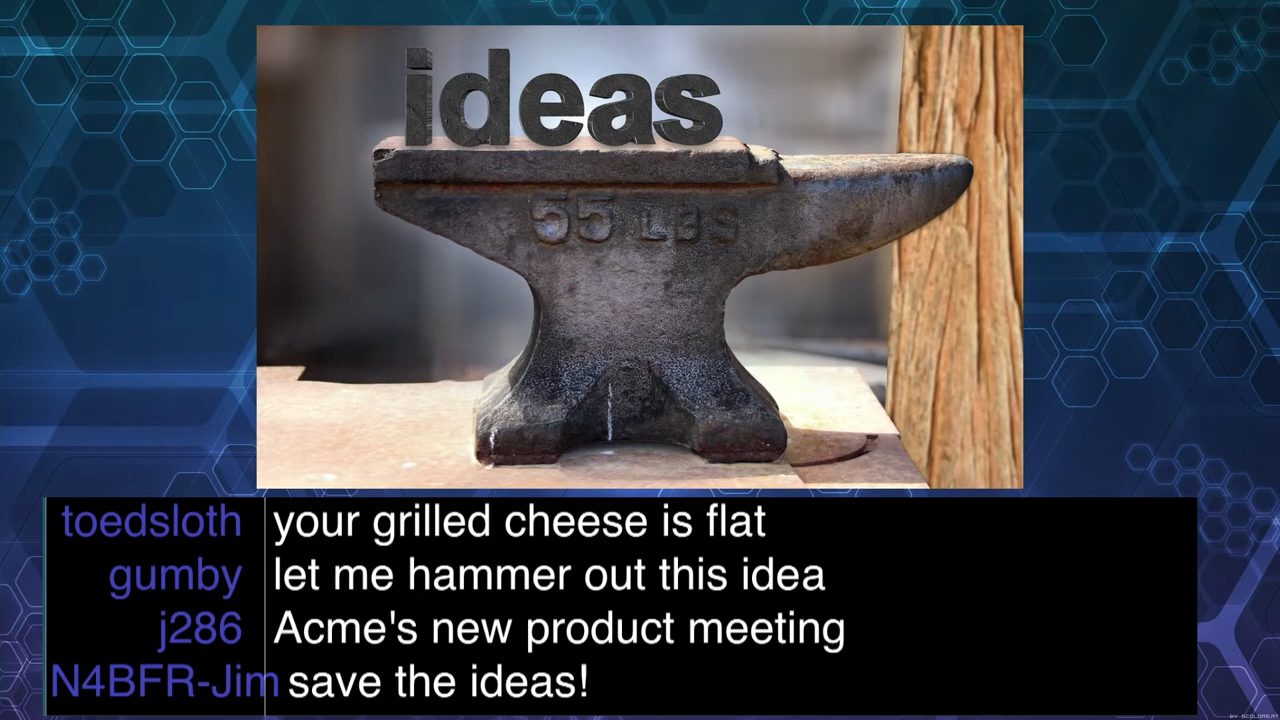 ideas
55 LBS
toedsloth your grilled cheese is flat
gumby let me hammer out this idea
j286 Acme's new product meeting
N4BFR-Jim save the ideas!